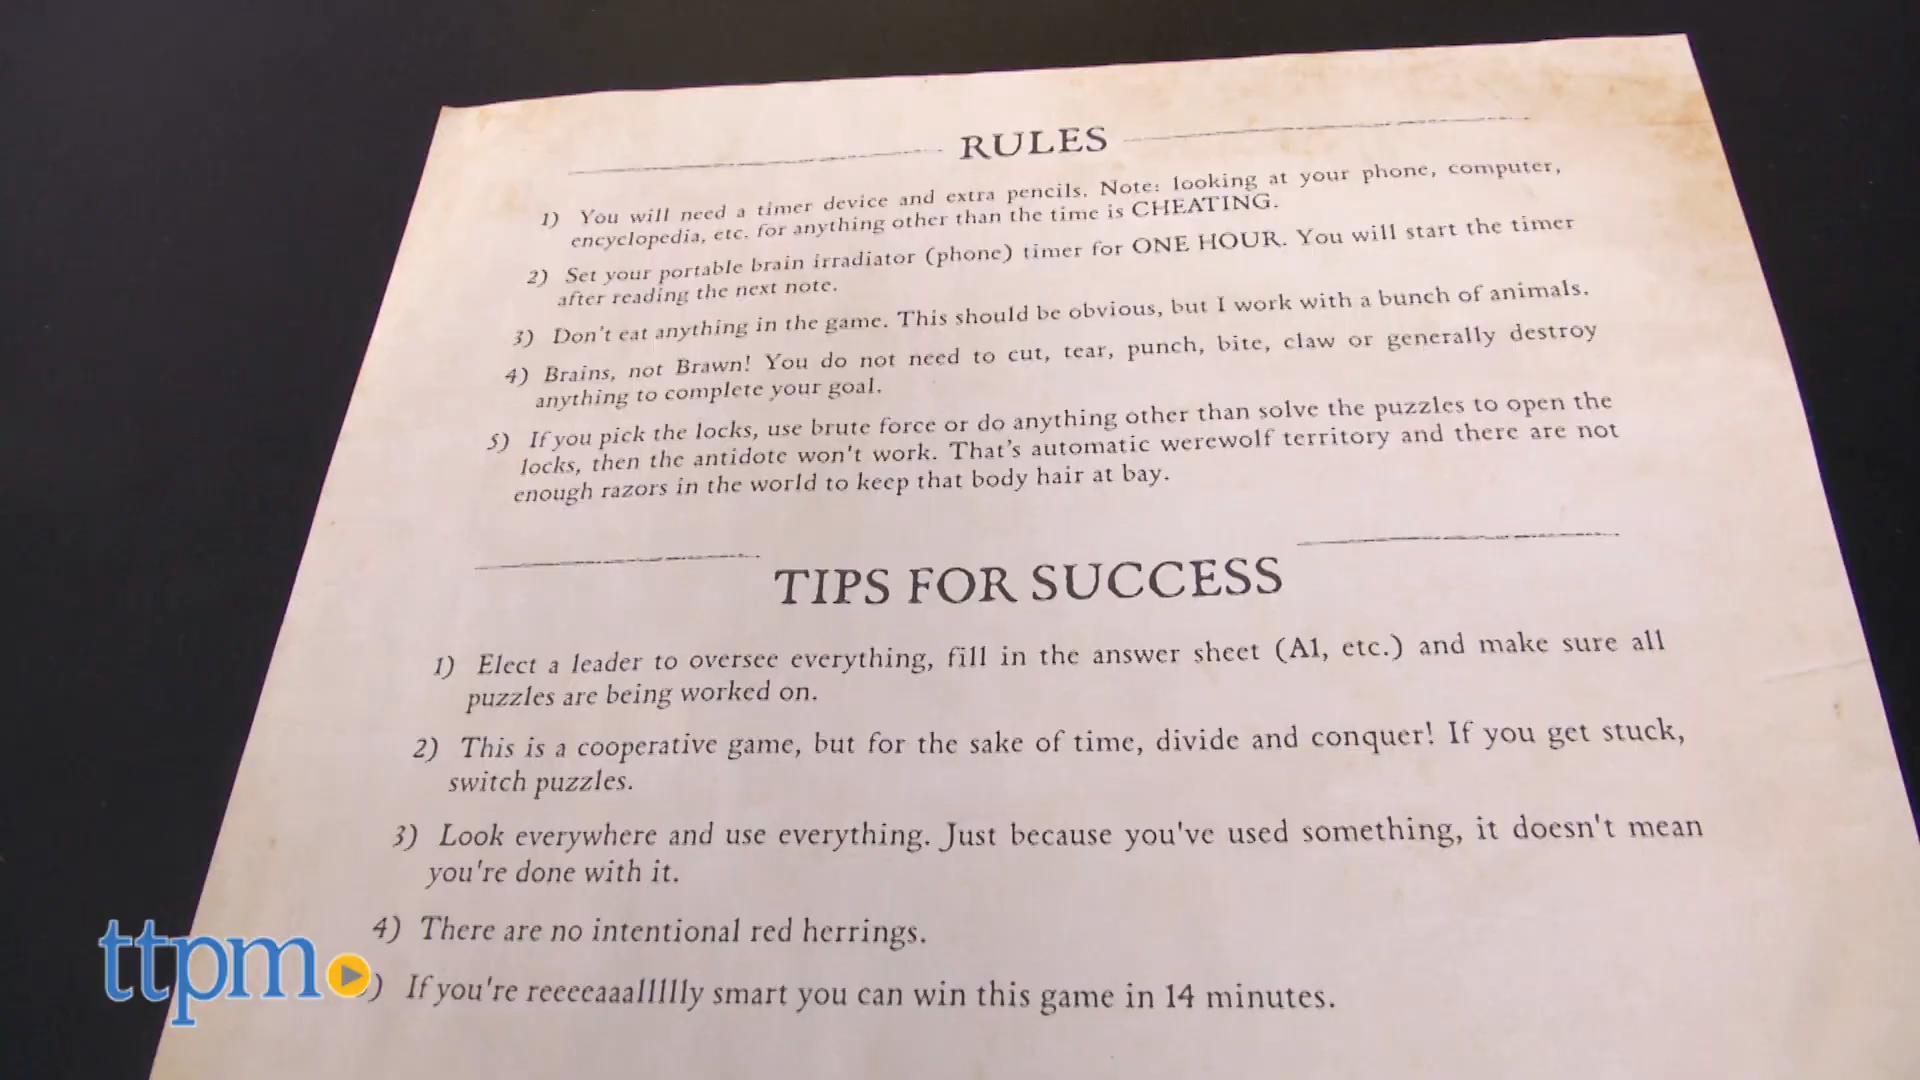 RULES
1) You will need a timer device and extra pencils. Note: looking at your phone, computer,
encyclopedia, etc. for anything other than the time is CHEATING.
2) Set your portable brain irradiator (phone) timer for ONE HOUR. You will start the timer
after reading the next note.
3) Don't eat anything in the game. This should be obvious, but I work with a bunch of animals.
4) Brains, not Brawn! You do not need to cut, tear, punch, bite, claw or generally destroy
anything to complete your goal.
5) If you pick the locks, use brute force or do anything other than solve the puzzles to open the
locks, then the antidote won't work. That's automatic werewolf territory and there are not
enough razors in the world to keep that body hair at bay.
TIPS FOR SUCCESS
1) Elect a leader to oversee everything, fill in the answer sheet (A1, etc.) and make sure all
puzzles are being worked on.
2) This is a cooperative game, but for the sake of time, divide and conquer! If you get stuck,
switch puzzles.
3) Look everywhere and use everything. Just because you've used something, it doesn't mean
you're done with it.
4) There are no intentional red herrings.
) If you're reeeeaaallllly smart you can win this game in 14 minutes.
ttpm